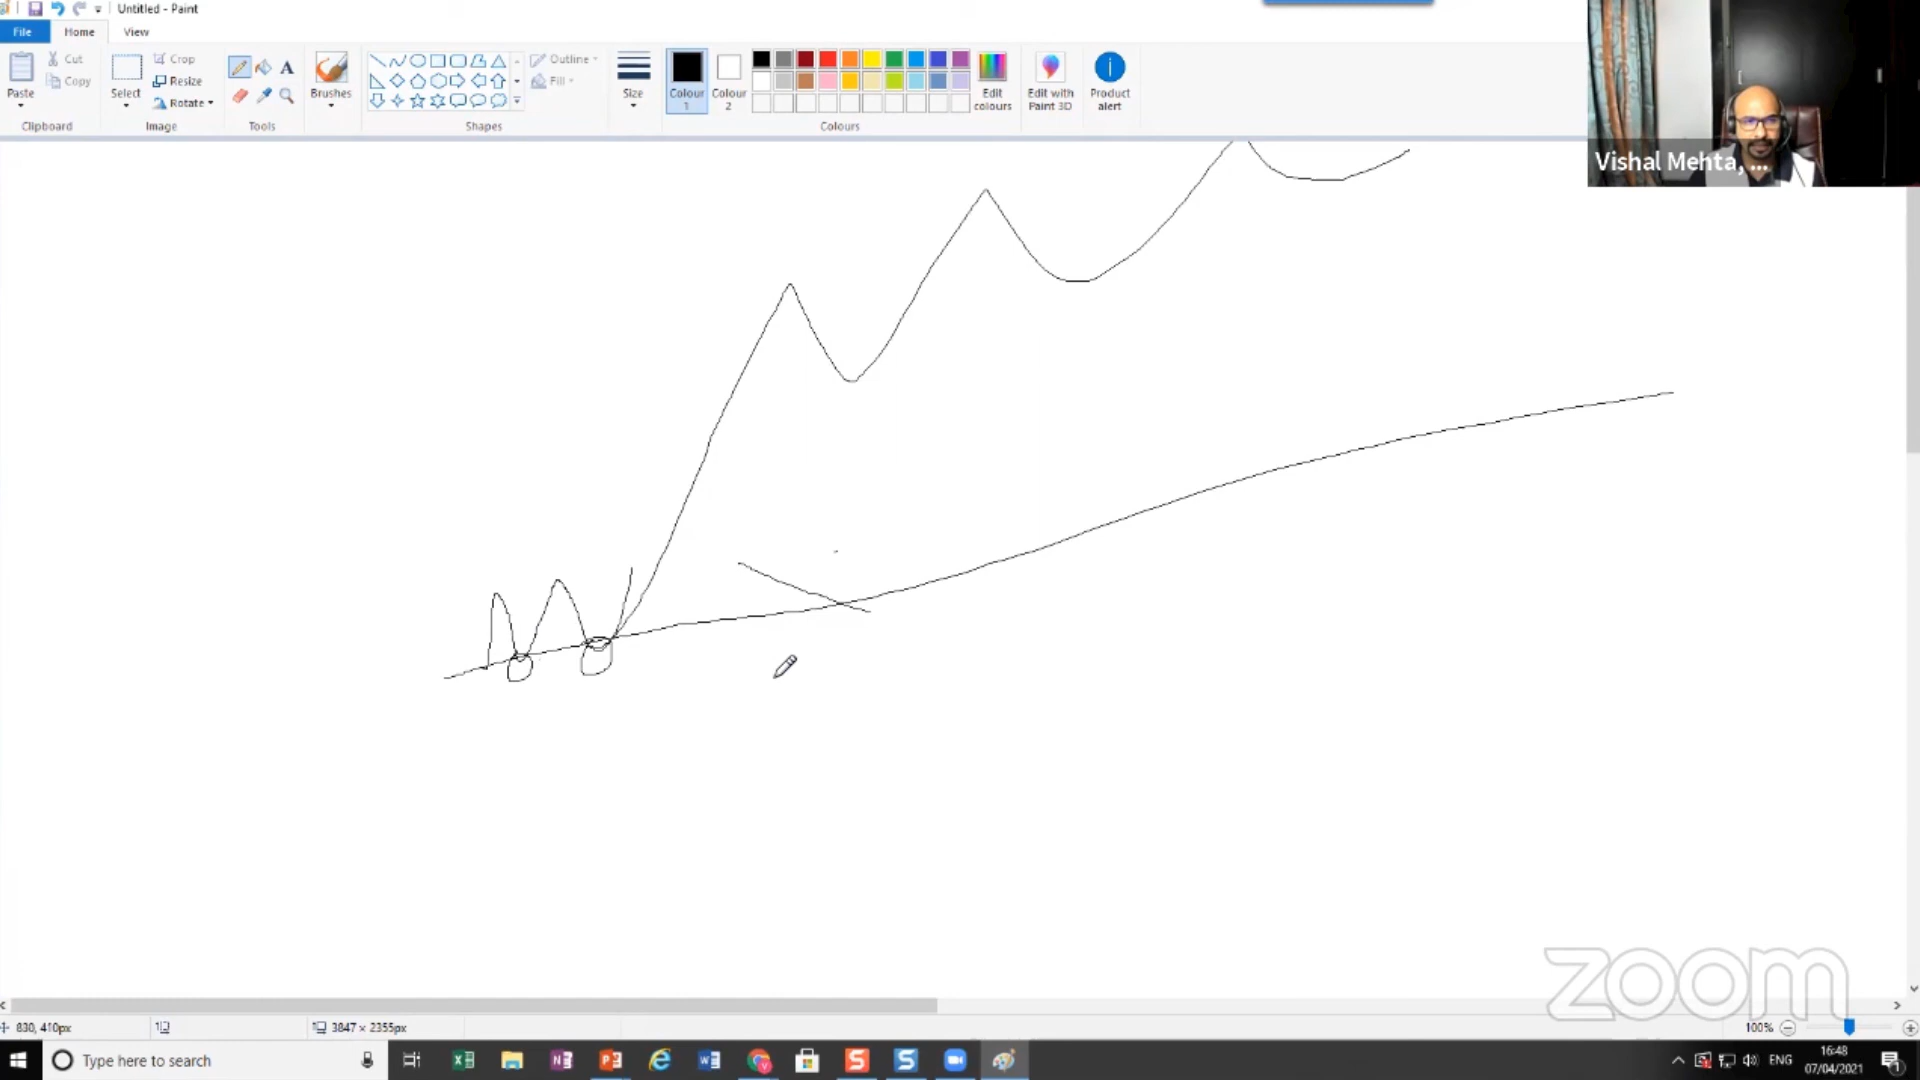 Untitled - Paint
File Home View
Paste
Cut
Copy
Clipboard
Select
Crop
Resize
Rotate
Image
A
Tools
Brushes
Shapes
Outline
Fill
Size
Colour 1
Colour 2
Colours
Edit colours
Edit with Paint 3D
Product alert
Vishal Mehta, ...
zoom
830, 410px
3847 × 2355px
100%
Type here to search
ENG
16:48
07/04/2021